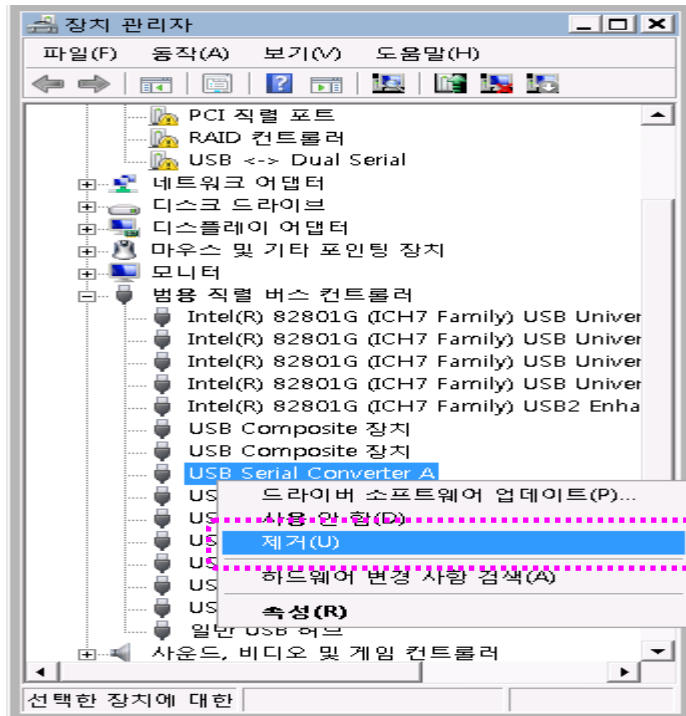 장치 관리자
파일(F) 동작(A) 보기(V) 도움말(H)
PCI 직렬 포트
RAID 컨트롤러
USB <-> Dual Serial
네트워크 어댑터
디스크 드라이브
디스플레이 어댑터
마우스 및 기타 포인팅 장치
모니터
범용 직렬 버스 컨트롤러
Intel(R) 82801G (ICH7 Family) USB Univer
Intel(R) 82801G (ICH7 Family) USB Univer
Intel(R) 82801G (ICH7 Family) USB Univer
Intel(R) 82801G (ICH7 Family) USB Univer
Intel(R) 82801G (ICH7 Family) USB2 Enha
USB Composite 장치
USB Composite 장치
USB Serial Converter A
US 드라이버 소프트웨어 업데이트(P)...
US 사용 안 함(D)
US 제거(U)
US
US 하드웨어 변경 사항 검색(A)
US 속성(R)
일반 USB 허브
사운드, 비디오 및 게임 컨트롤러
선택한 장치에 대한